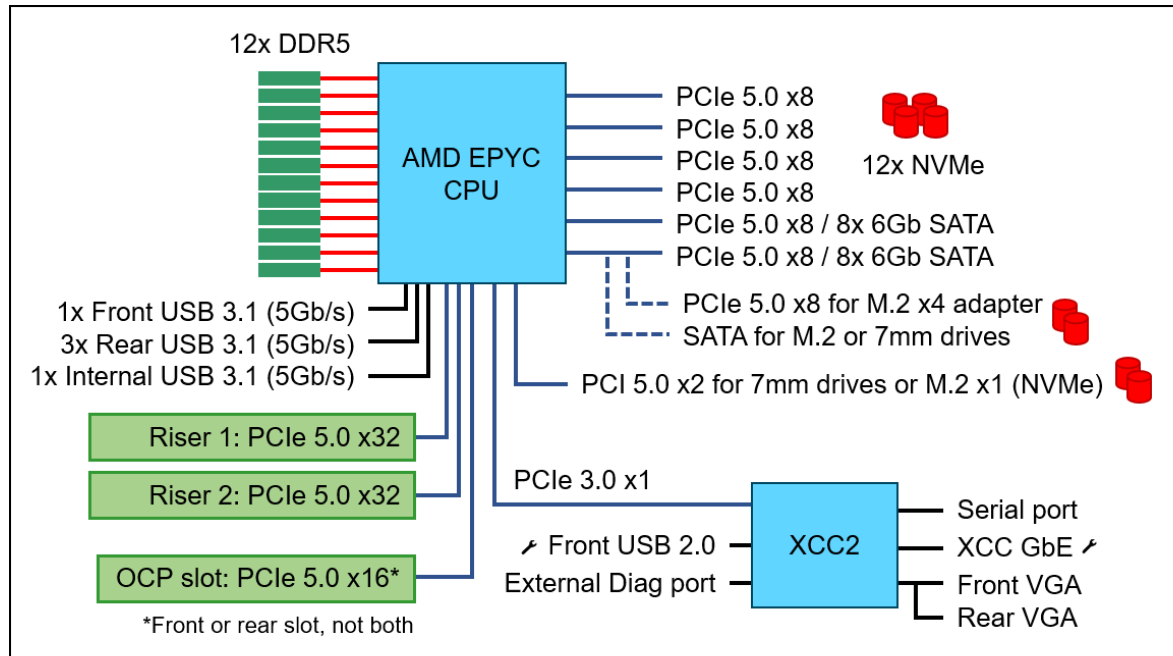 12x DDR5
AMD EPYC
CPU
PCIe 5.0 x8
PCIe 5.0 x8
PCIe 5.0 x8
PCIe 5.0 x8
PCIe 5.0 x8 / 8x 6Gb SATA
PCIe 5.0 x8 / 8x 6Gb SATA
12x NVMe
PCIe 5.0 x8 for M.2 x4 adapter
SATA for M.2 or 7mm drives
PCI 5.0 x2 for 7mm drives or M.2 x1 (NVMe)
1x Front USB 3.1 (5Gb/s)
3x Rear USB 3.1 (5Gb/s)
1x Internal USB 3.1 (5Gb/s)
Riser 1: PCIe 5.0 x32
Riser 2: PCIe 5.0 x32
OCP slot: PCIe 5.0 x16*
*Front or rear slot, not both
PCIe 3.0 x1
Front USB 2.0
External Diag port
XCC2
Serial port
XCC GbE
Front VGA
Rear VGA